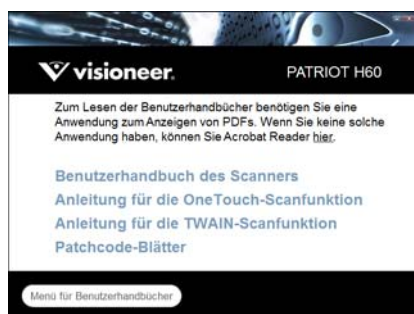 visioneer.
PATRIOT H60
Zum Lesen der Benutzerhandbücher benötigen Sie eine
Anwendung zum Anzeigen von PDFs. Wenn Sie keine solche
Anwendung haben, können Sie Acrobat Reader hier.
Benutzerhandbuch des Scanners
Anleitung für die OneTouch-Scanfunktion
Anleitung für die TWAIN-Scanfunktion
Patchcode-Blätter
Menü für Benutzerhandbücher